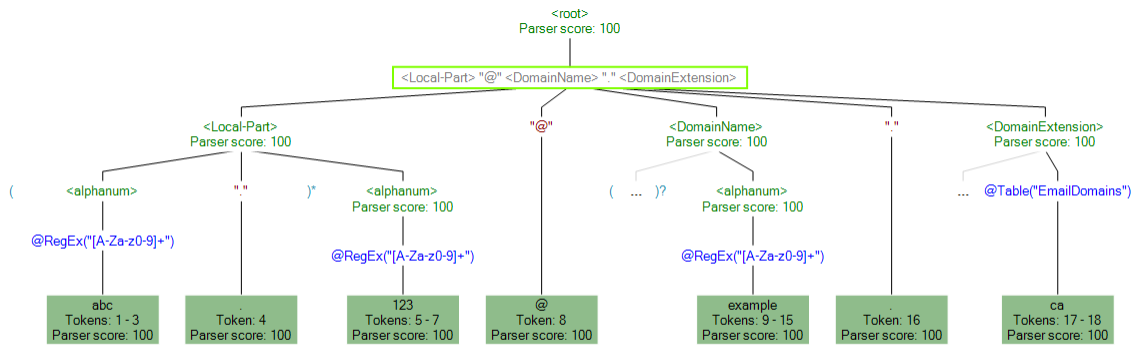 <root>
Parser score: 100
<Local-Part> "@" <DomainName> "." <DomainExtension>
<Local-Part>
Parser score: 100
"@"
<DomainName>
Parser score: 100
"."
<DomainExtension>
Parser score: 100
( <alphanum> "." )* <alphanum>
Parser score: 100
( ... )? <alphanum>
Parser score: 100
... @Table("EmailDomains")
@RegEx("[A-Za-z0-9]+")
@RegEx("[A-Za-z0-9]+")
@RegEx("[A-Za-z0-9]+")
abc
Tokens: 1 - 3
Parser score: 100
.
Token: 4
Parser score: 100
123
Tokens: 5 - 7
Parser score: 100
@
Token: 8
Parser score: 100
example
Tokens: 9 - 15
Parser score: 100
.
Token: 16
Parser score: 100
ca
Tokens: 17 - 18
Parser score: 100